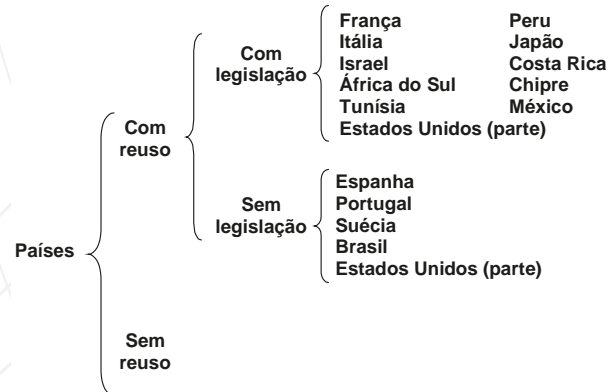 Países
Com
reuso
Com
legislação
França
Itália
Israel
África do Sul
Tunísia
Estados Unidos (parte)
Peru
Japão
Costa Rica
Chipre
México
Sem
legislação
Espanha
Portugal
Suécia
Brasil
Estados Unidos (parte)
Sem
reuso